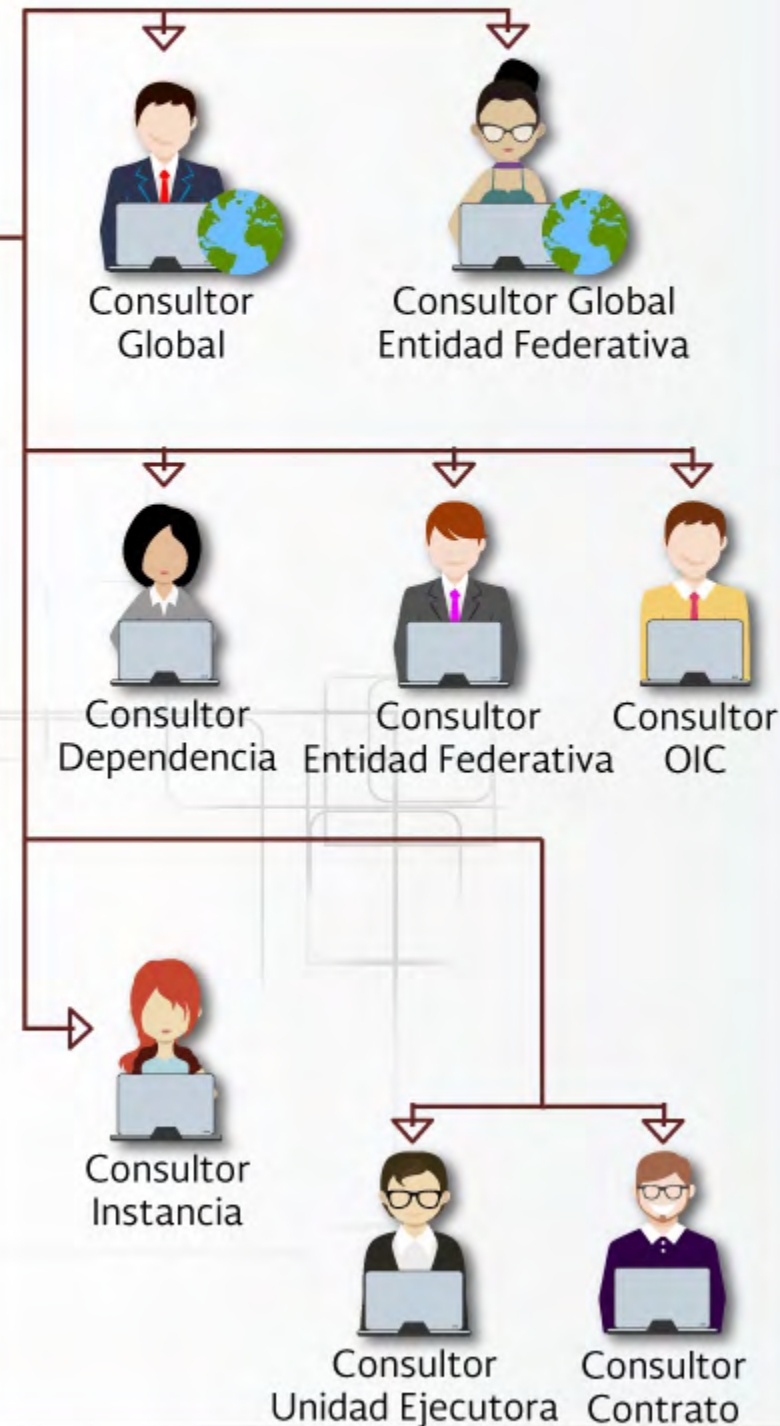 Consultor
Global
Consultor Global
Entidad Federativa
Consultor
Dependencia
Consultor
Entidad Federativa
Consultor
OIC
Consultor
Instancia
Consultor
Unidad Ejecutora
Consultor
Contrato